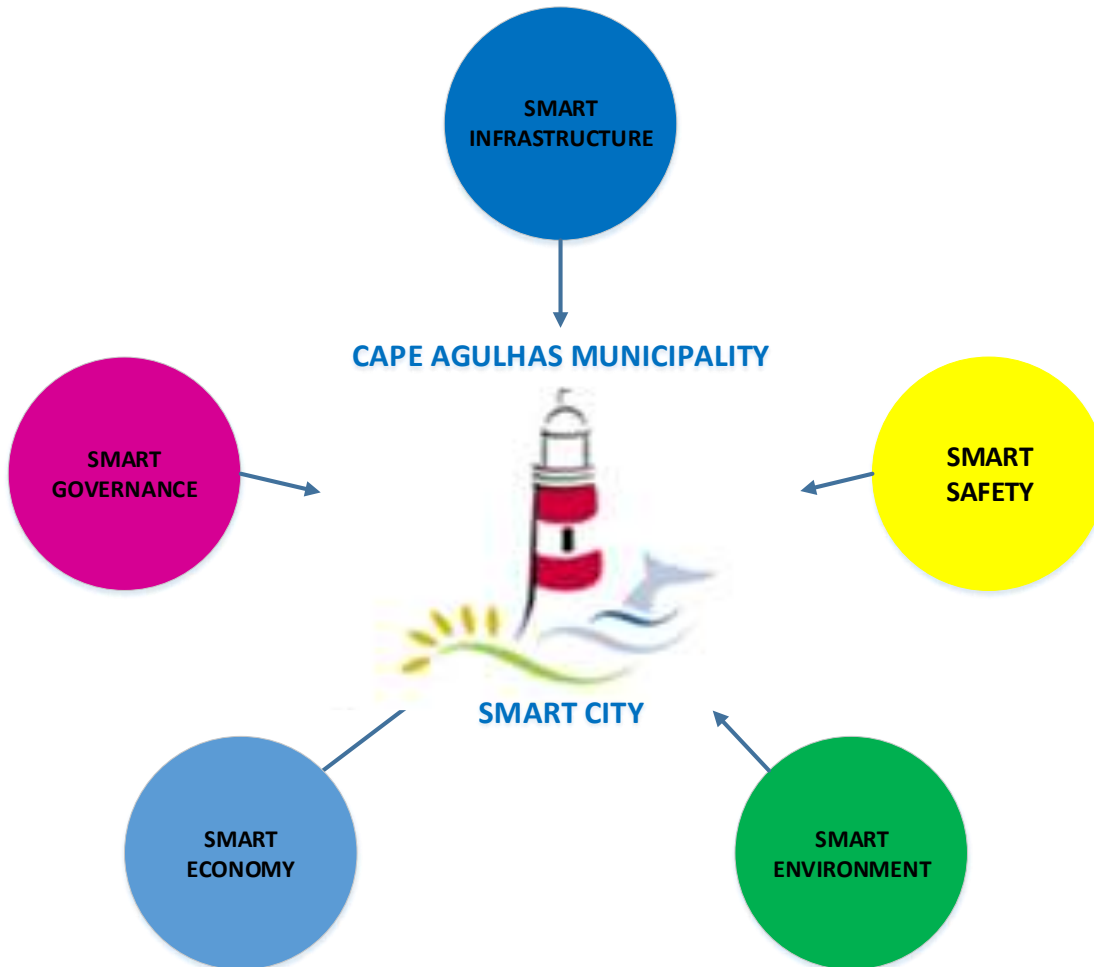 SMART
INFRASTRUCTURE
CAPE AGULHAS MUNICIPALITY
SMART
GOVERNANCE
SMART
SAFETY
SMART CITY
SMART
ECONOMY
SMART
ENVIRONMENT